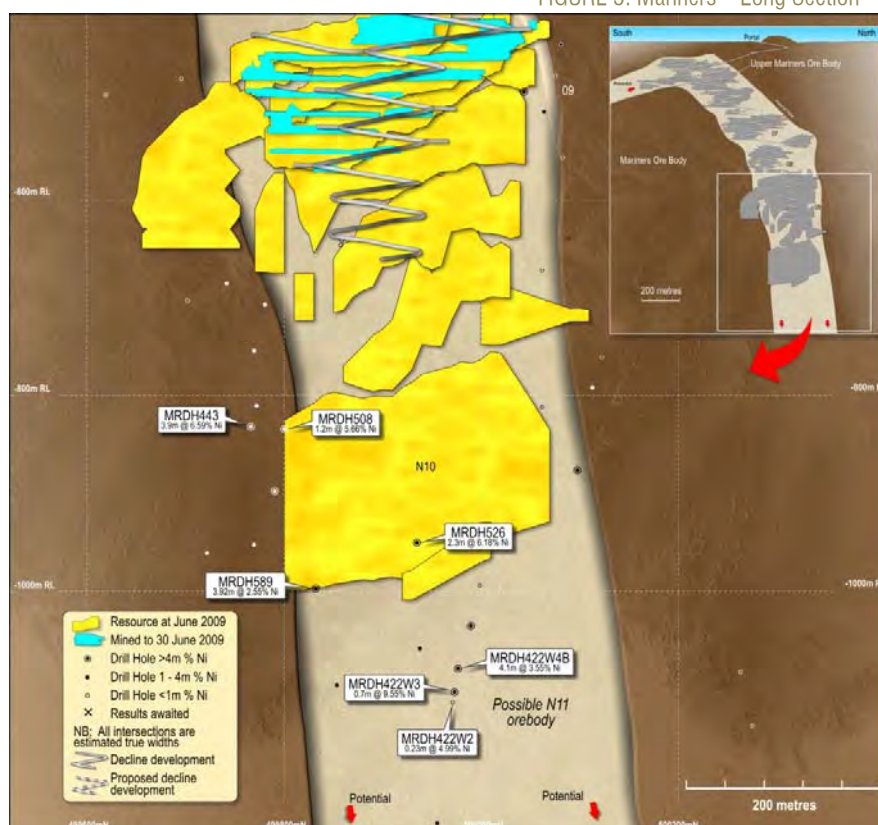 FIGURE 5: Mariners – Long Section
South
Portal
North
Upper Mariners Ore Body
Mariners Ore Body
200 metres
09
-600m RL
-800m RL
-800m RL
MRDH443
3.9m @ 6.59% Ni
MRDH508
1.2m @ 5.66% Ni
N10
MRDH526
2.3m @ 6.18% Ni
-1000m RL
-1000m RL
MRDH589
3.92m @ 2.55% Ni
Resource at June 2009
Mined to 30 June 2009
Drill Hole >4m % Ni
Drill Hole 1 - 4m % Ni
Drill Hole <1m % Ni
Results awaited
NB: All intersections are
estimated true widths
Decline development
Proposed decline
development
MRDH422W4B
4.1m @ 3.55% Ni
MRDH422W3
0.7m @ 9.55% Ni
Possible N11
orebody
MRDH422W2
0.23m @ 4.99% Ni
Potential
Potential
200 metres